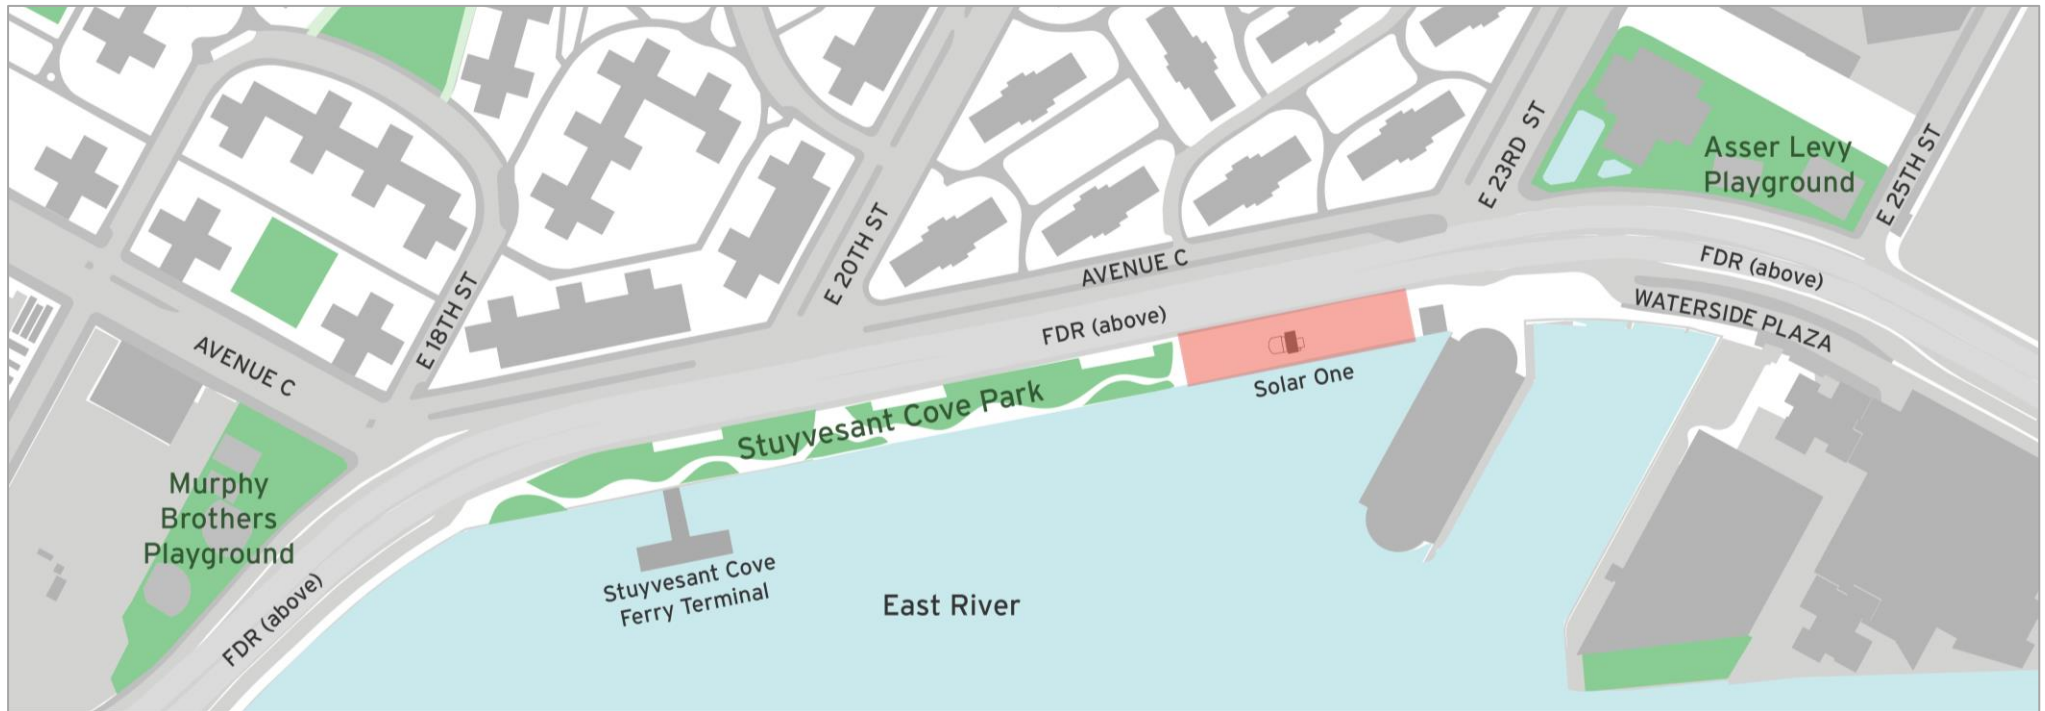 E 23RD ST
Asser Levy
Playground
E 25TH ST
E 20TH ST
AVENUE C
FDR (above)
FDR (above)
WATERSIDE PLAZA
E 18TH ST
AVENUE C
Solar One
Stuyvesant Cove Park
Murphy
Brothers
Playground
Stuyvesant Cove
Ferry Terminal
East River
FDR (above)